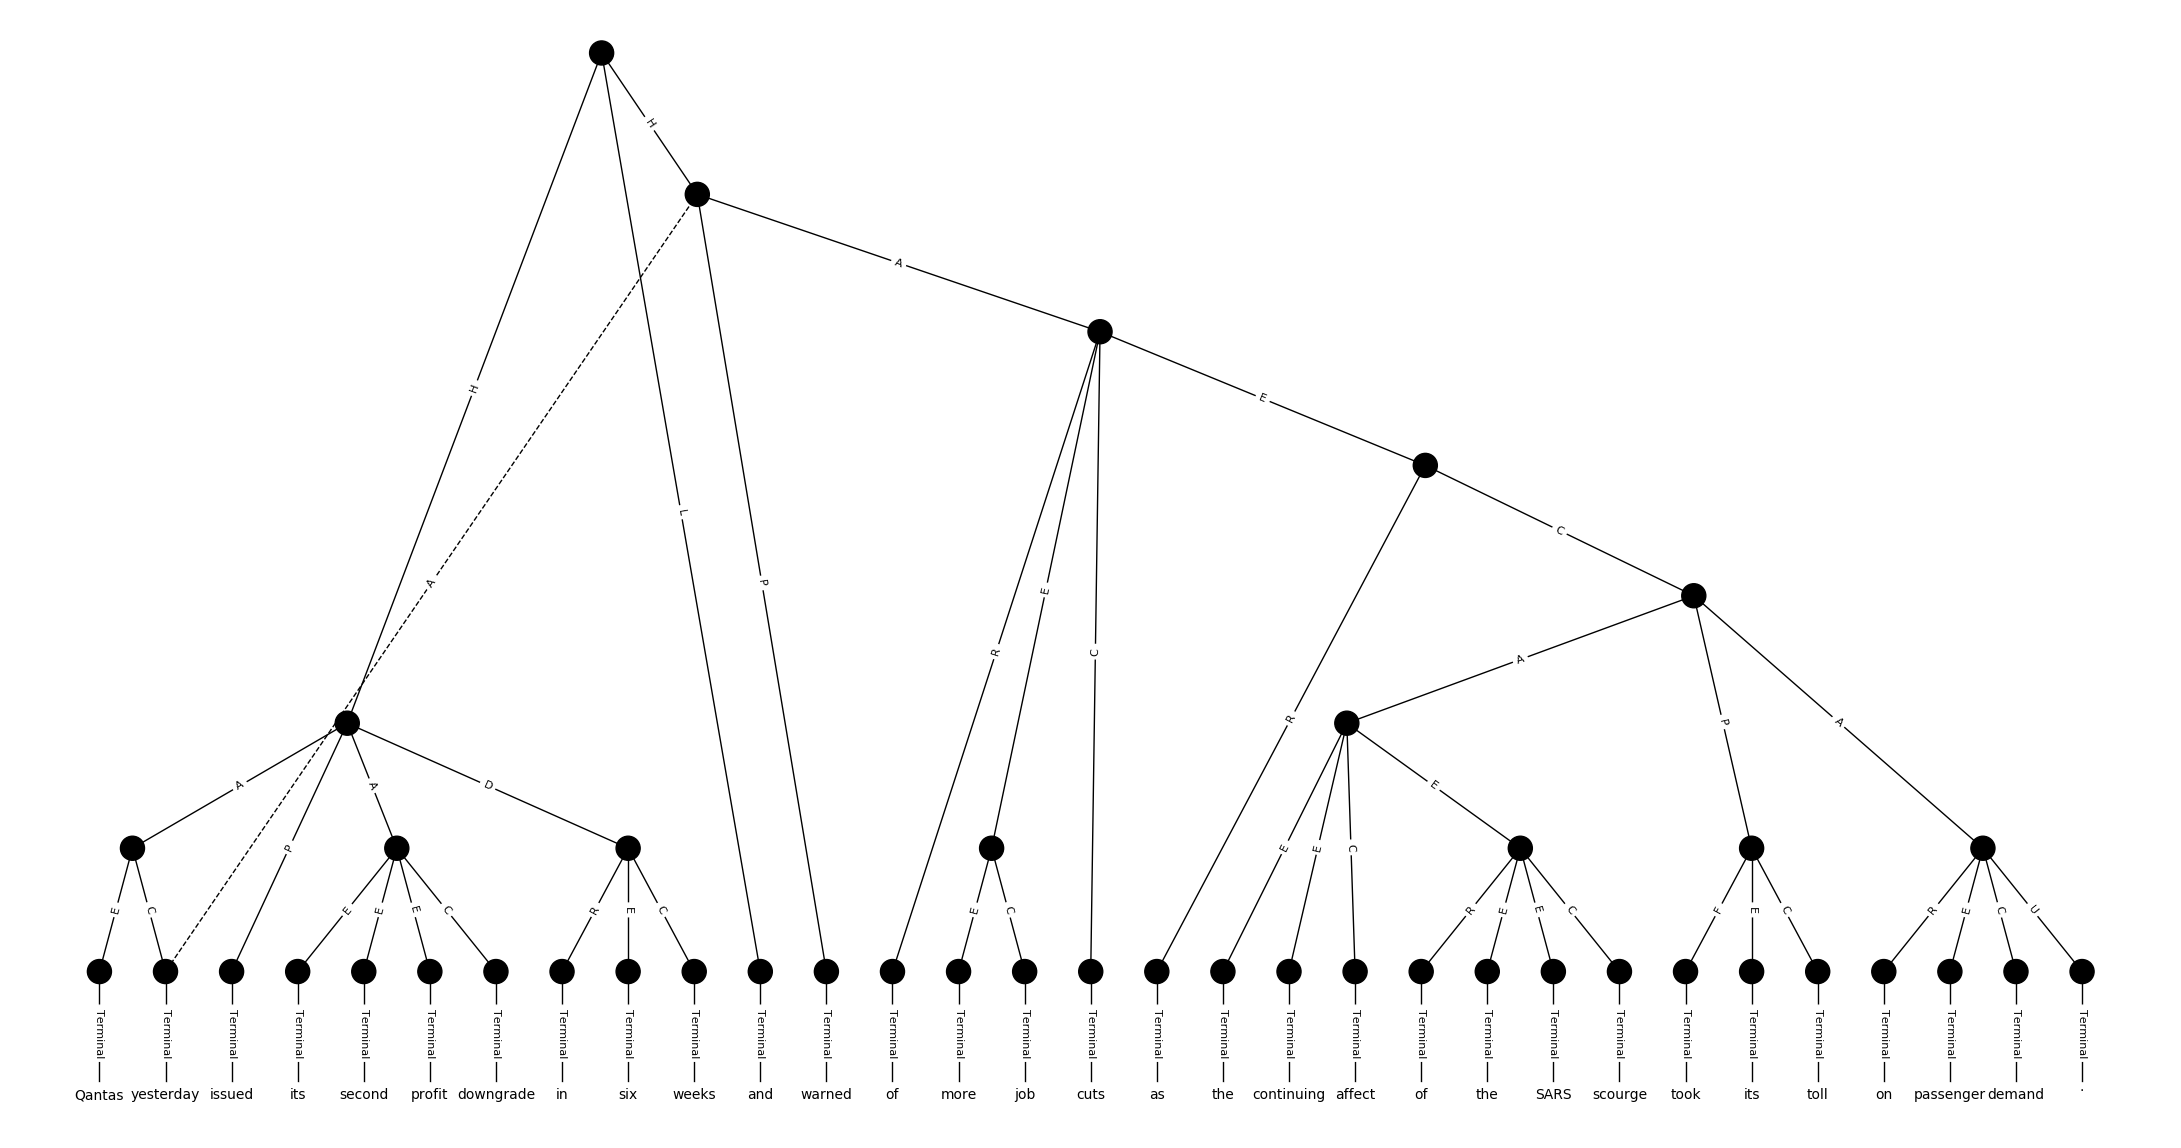 H
A
H
E
C
L
A
P
E
R
C
A
R
P
A
A
A
D
E
P
E
E
C
E
C
E
E
E
C
R
E
C
E
C
R
E
E
C
F
E
C
R
E
C
U
Terminal Terminal Terminal Terminal Terminal Terminal Terminal Terminal Terminal Terminal Terminal Terminal Terminal Terminal Terminal Terminal Terminal Terminal Terminal Terminal Terminal Terminal Terminal Terminal Terminal Terminal Terminal Terminal Terminal Terminal Terminal
Qantas yesterday issued its second profit downgrade in six weeks and warned of more job cuts as the continuing affect of the SARS scourge took its toll on passenger demand .